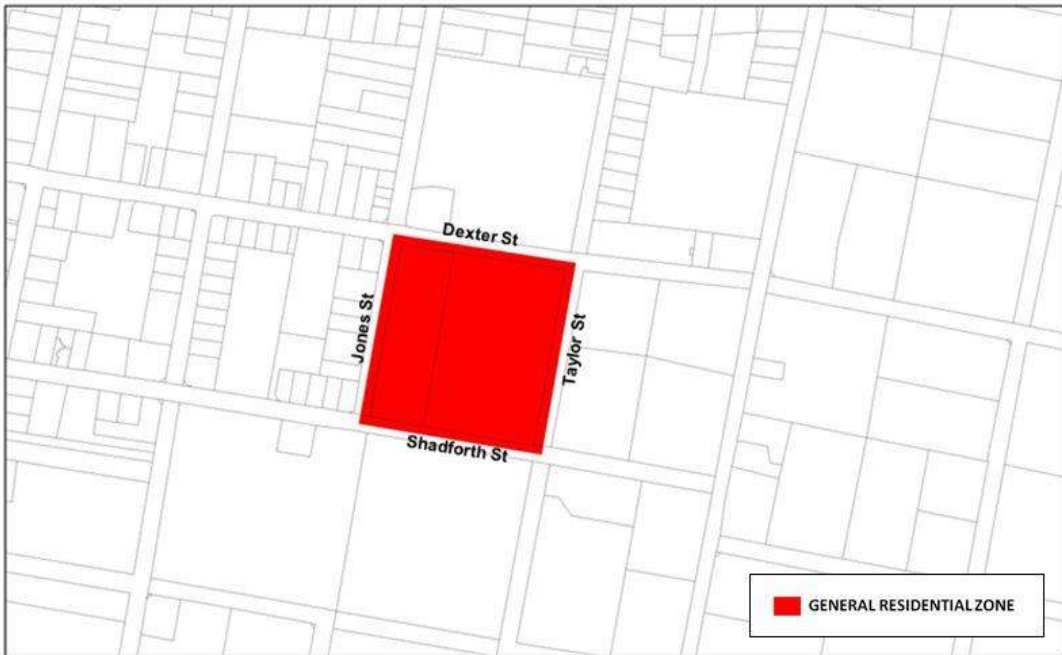 Dexter St
Jones St
Taylor St
Shadforth St
GENERAL RESIDENTIAL ZONE